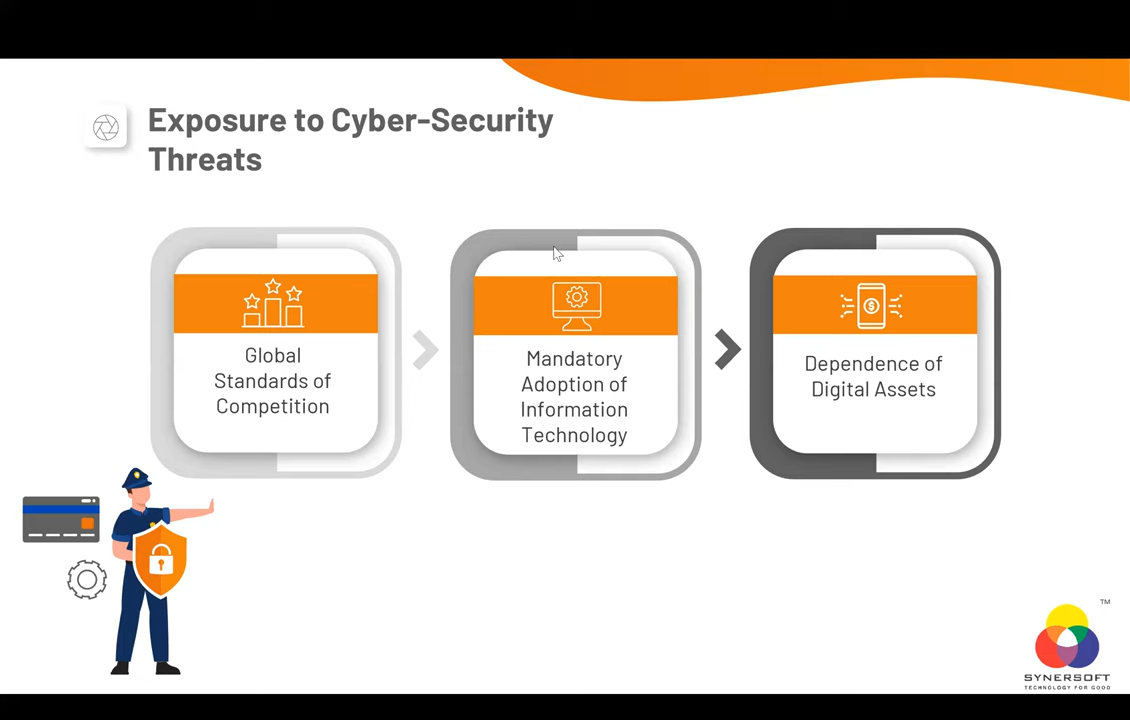 Exposure to Cyber-Security
Threats
Global
Standards of
Competition
Mandatory
Adoption of
Information
Technology
Dependence of
Digital Assets
TM
SYNERSOFT
TECHNOLOGY FOR GOOD